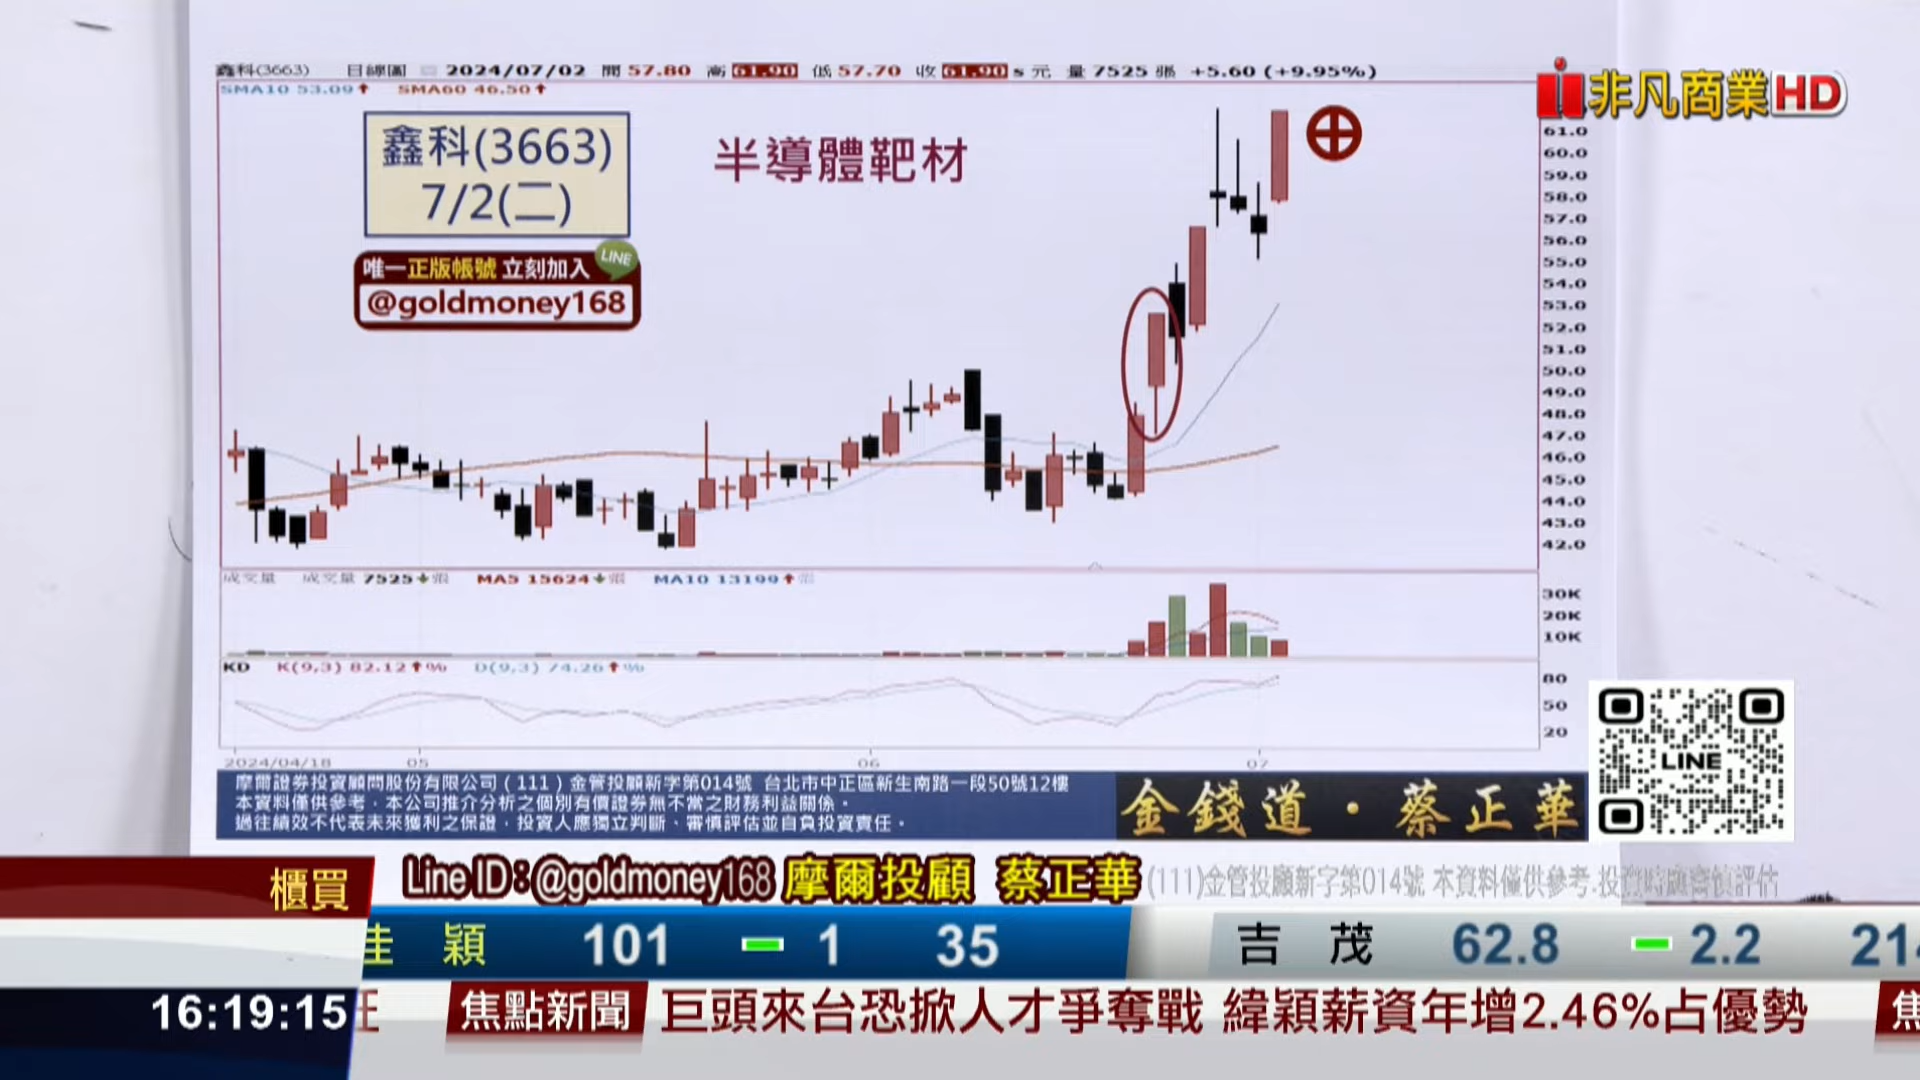 鑫科(3663) 日線圖 2024/07/02 開 57.80 高 61.90 低 57.70 收 61.90 s 元 量 7525 張 +5.60 (+9.95%)
SMA10 53.09 SMA60 46.50
非凡商業HD
鑫科(3663)
7/2(二)
半導體靶材
LINE
唯一正版帳號 立刻加入
@goldmoney168
61.0
60.0
59.0
58.0
57.0
56.0
55.0
54.0
53.0
52.0
51.0
50.0
49.0
48.0
47.0
46.0
45.0
44.0
43.0
42.0
成交量 成交量 7525 張 MA5 15624 張 MA10 13199 張
30K
20K
10K
KD K(9,3) 82.12 % D(9,3) 74.26 %
80
50
20
2024/04/18 05 06 07
摩爾證券投資顧問股份有限公司（111）金管投顧新字第014號 台北市中正區新生南路一段50號12樓
本資料僅供參考，本公司推介分析之個別有價證券無不當之財務利益關係。
過往績效不代表未來獲利之保證，投資人應獨立判斷、審慎評估並自負投資責任。
金錢道・蔡正華
LINE
櫃買
Line ID：@goldmoney168 摩爾投顧 蔡正華 (111)金管投顧新字第014號 本資料僅供參考.投資時應審慎評估
佳穎 101 1 35 吉茂 62.8 2.2 214
16:19:15
焦點新聞 巨頭來台恐掀人才爭奪戰 緯穎薪資年增2.46%占優勢